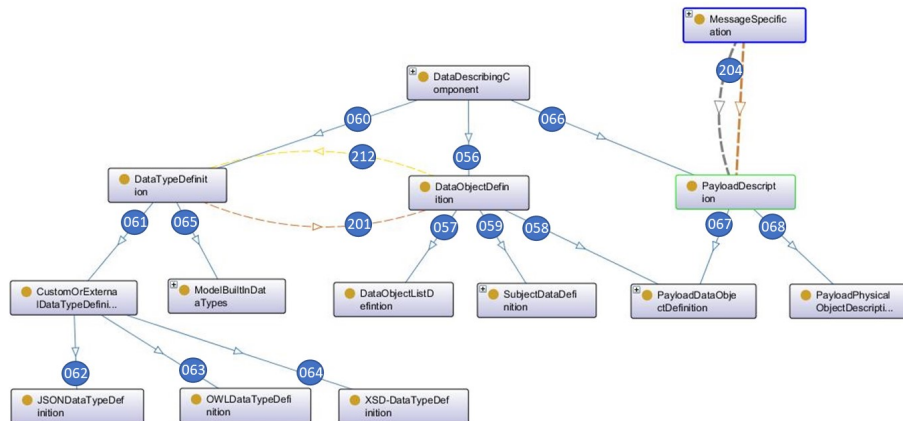 MessageSpecific
ation
204
DataDescribingC
omponent
060
066
212
056
DataTypeDefinit
ion
DataObjectDefin
ition
PayloadDescript
ion
201
061
065
057
059
058
067
068
CustomOrExterna
lDataTypeDefini...
ModelBuiltInDat
aTypes
DataObjectListD
efintion
SubjectDataDefi
nition
PayloadDataObje
ctDefinition
PayloadPhysical
ObjectDescripti...
062
063
064
JSONDataTypeDef
inition
OWLDataTypeDefi
nition
XSD-DataTypeDef
inition